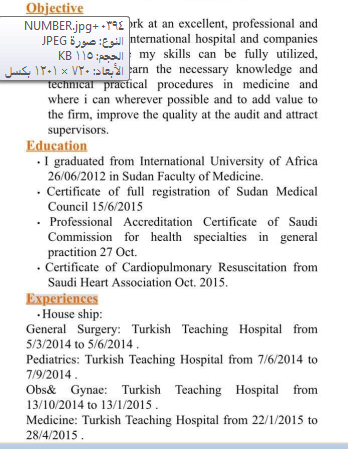 Objective
NUMBER.jpg+٠٣٩٤
النوع: صورة JPEG
الحجم: ١١٥ KB
الأبعاد: ٧٢٠ × ١٢٠١ بكسل
rk at an excellent, professional and
nternational hospital and companies
my skills can be fully utilized,
earn the necessary knowledge and
technical practical procedures in medicine and
where i can wherever possible and to add value to
the firm, improve the quality at the audit and attract
supervisors.
Education
• I graduated from International University of Africa
26/06/2012 in Sudan Faculty of Medicine.
• Certificate of full registration of Sudan Medical
Council 15/6/2015
• Professional Accreditation Certificate of Saudi
Commission for health specialties in general
practition 27 Oct.
• Certificate of Cardiopulmonary Resuscitation from
Saudi Heart Association Oct. 2015.
Experiences
• House ship:
General Surgery: Turkish Teaching Hospital from
5/3/2014 to 5/6/2014 .
Pediatrics: Turkish Teaching Hospital from 7/6/2014 to
7/9/2014 .
Obs& Gynae: Turkish Teaching Hospital from
13/10/2014 to 13/1/2015 .
Medicine: Turkish Teaching Hospital from 22/1/2015 to
28/4/2015 .